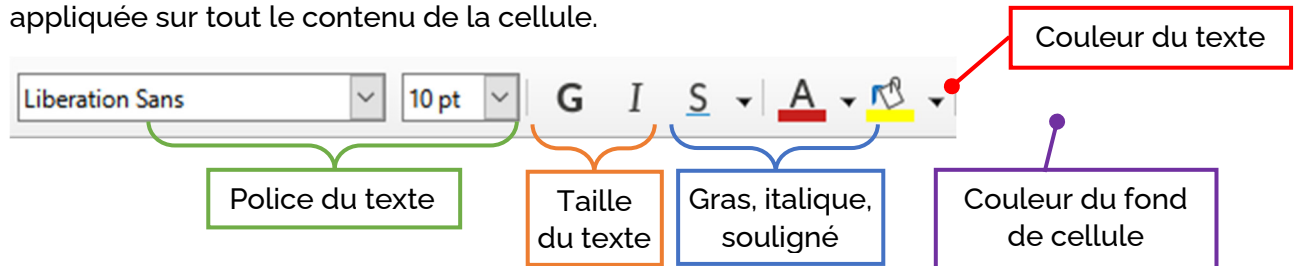 appliquée sur tout le contenu de la cellule.
Couleur du texte
Liberation Sans
10 pt
G I S A
Police du texte
Taille
du texte
Gras, italique,
souligné
Couleur du fond
de cellule